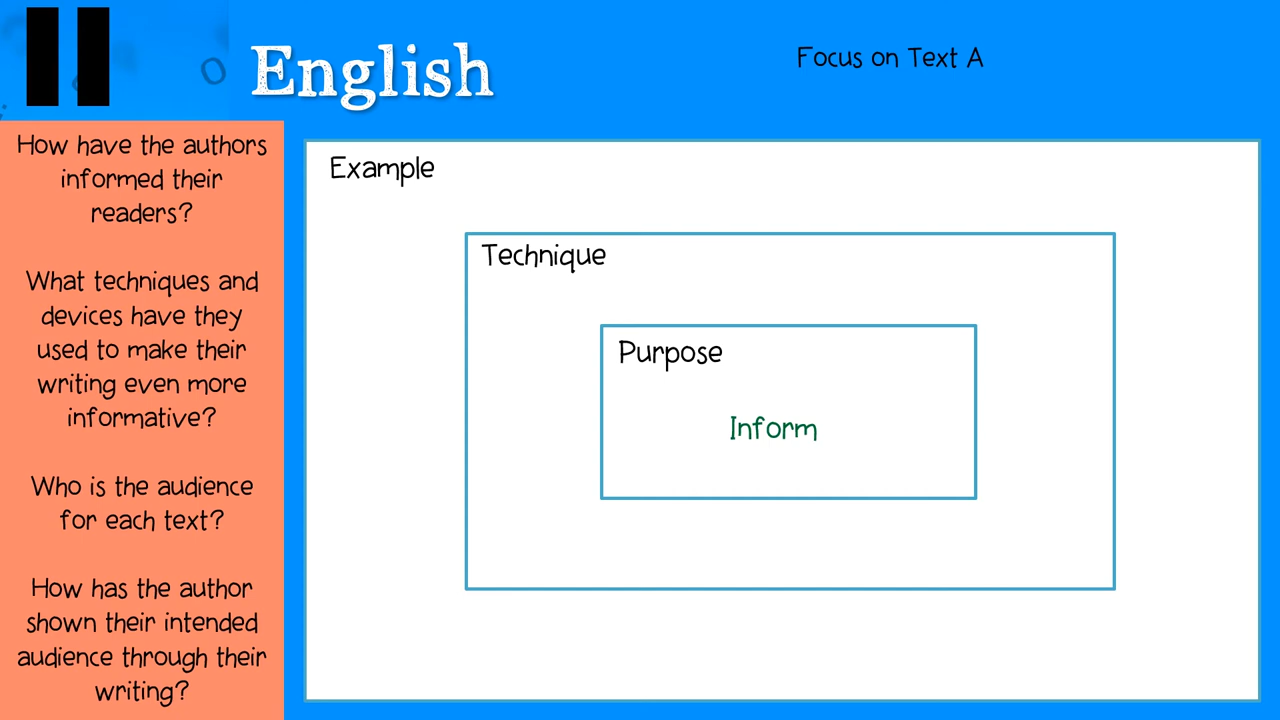 English
Focus on Text A
How have the authors
informed their
readers?
What techniques and
devices have they
used to make their
writing even more
informative?
Who is the audience
for each text?
How has the author
shown their intended
audience through their
writing?
Example
Technique
Purpose
Inform